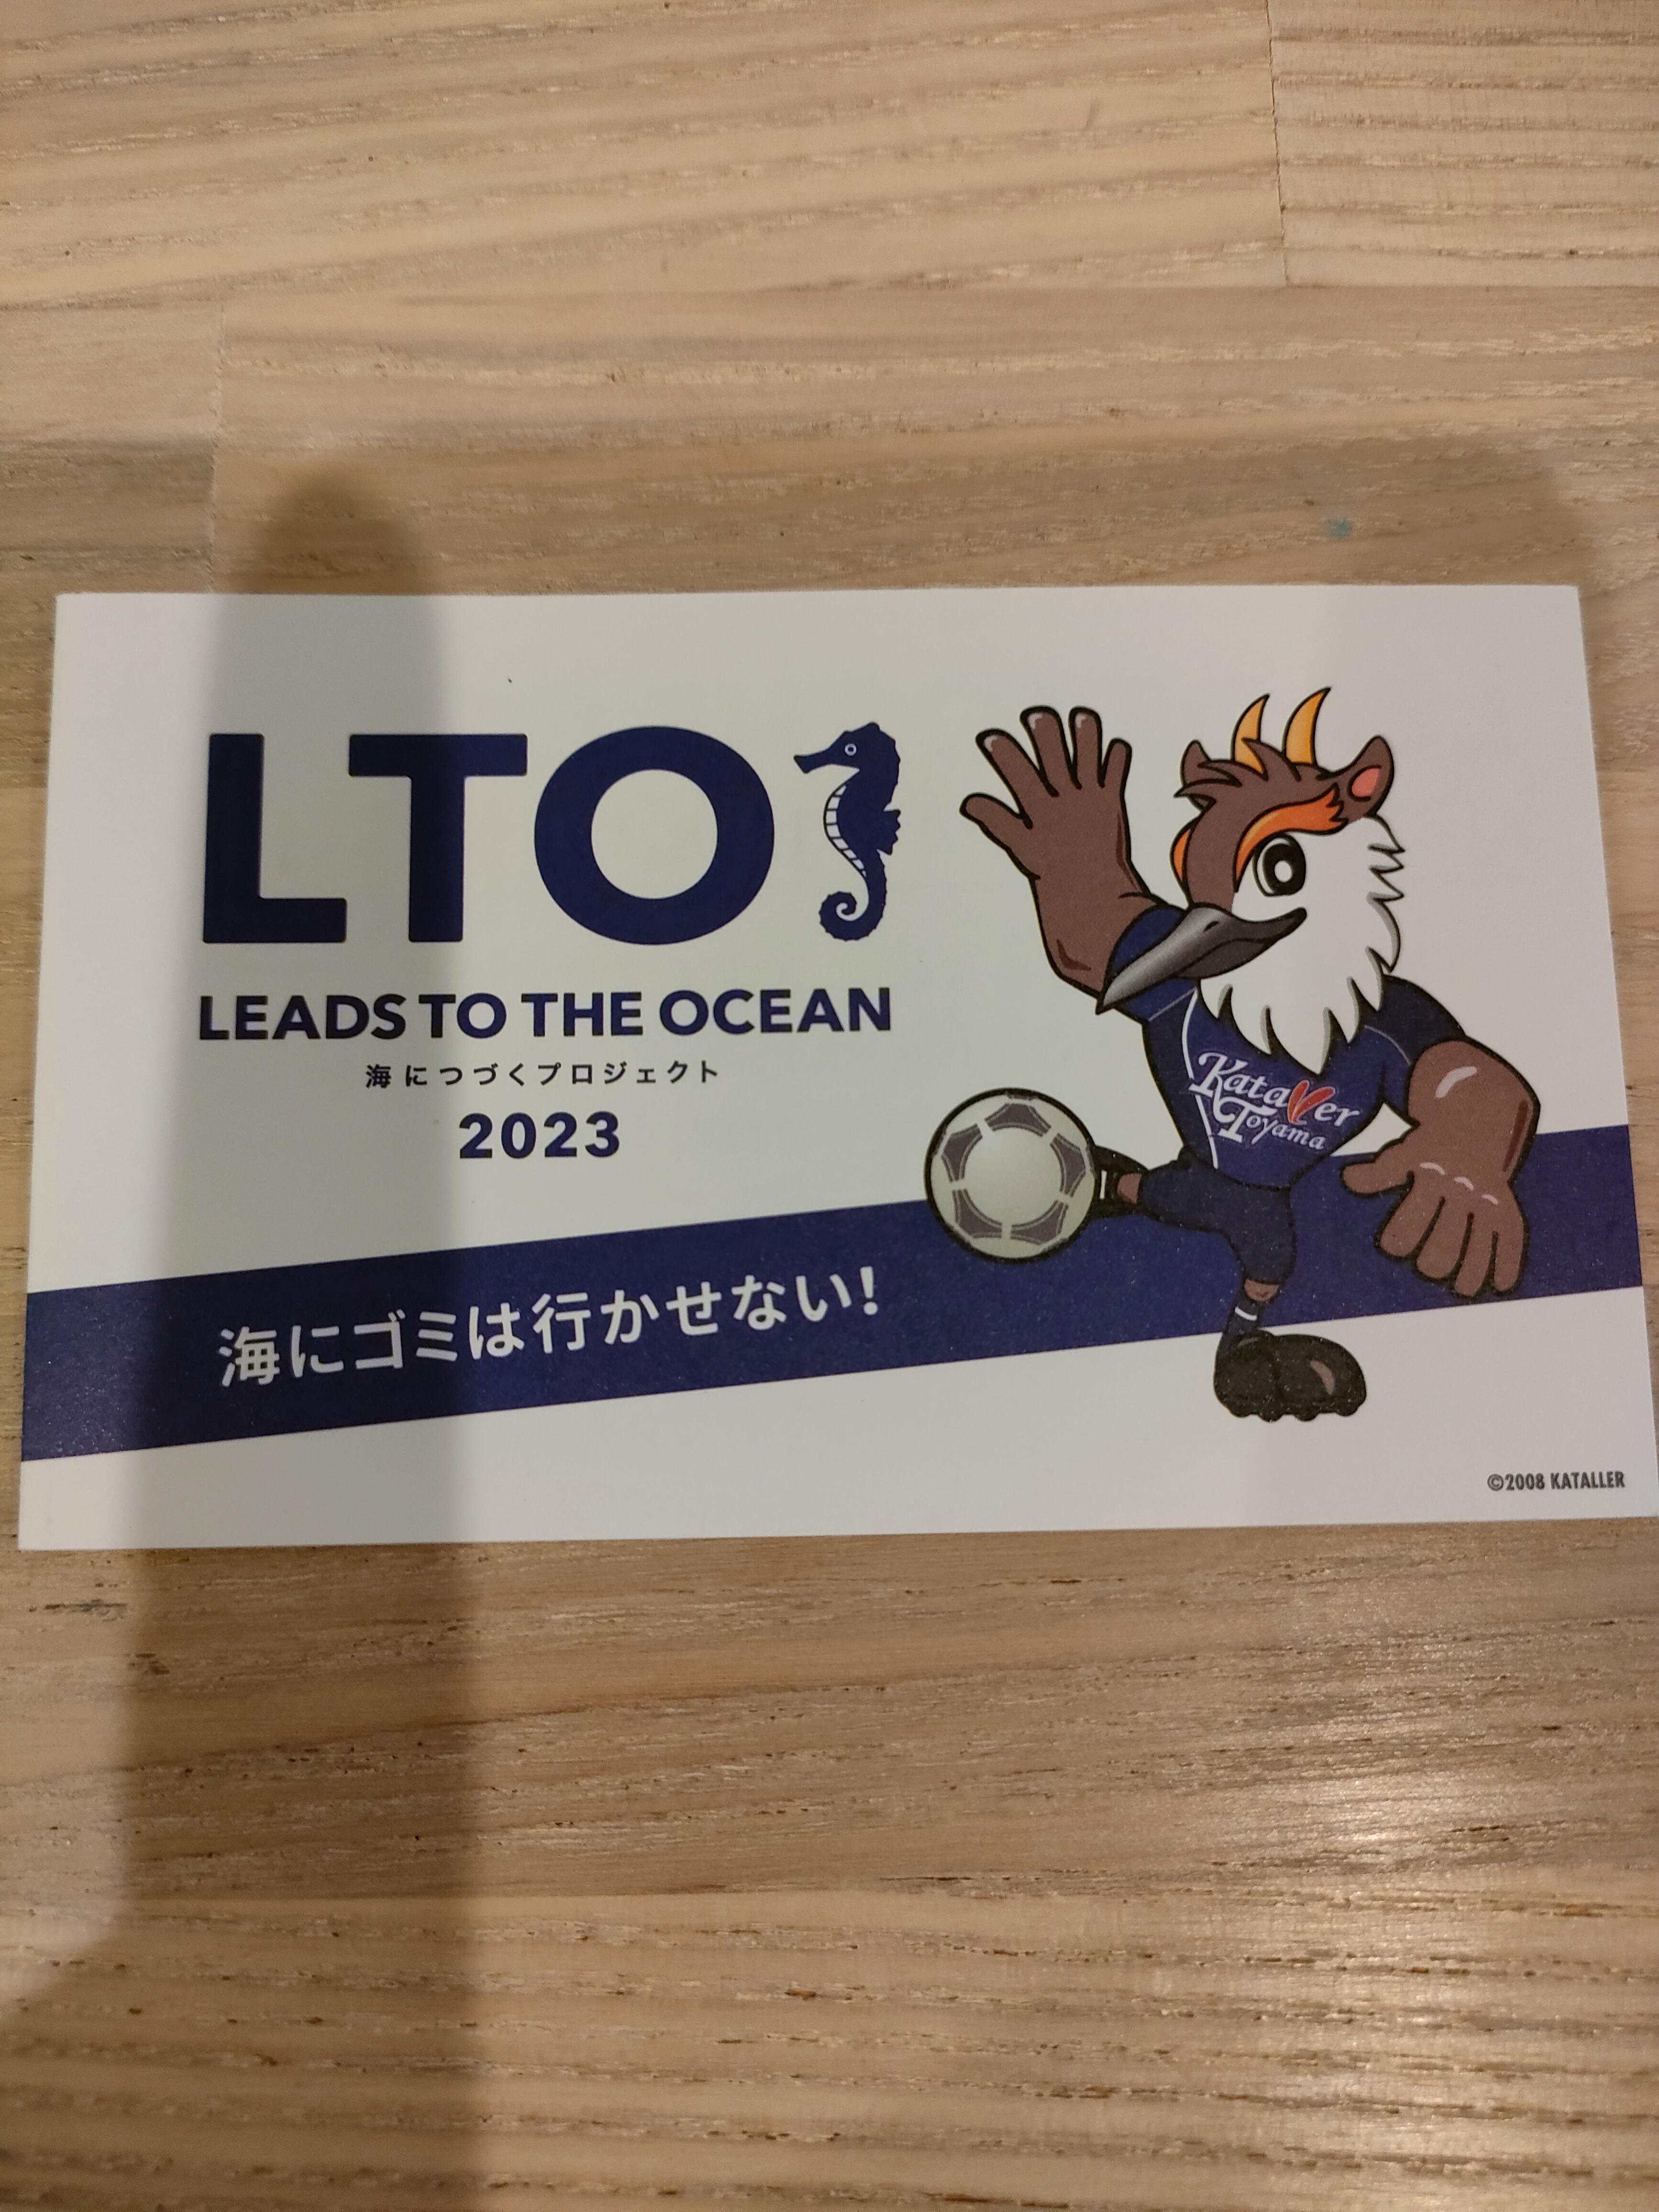 LTO
LEADS TO THE OCEAN
海につづくプロジェクト
2023
Kataller
Toyama
海にゴミは行かせない!
©2008 KATALLER